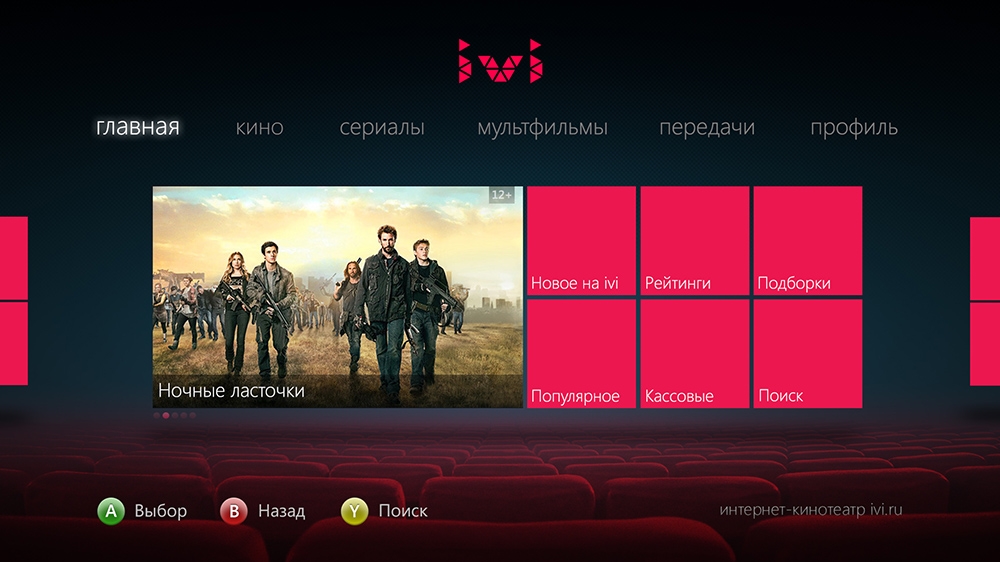 ivi
главная кино сериалы мультфильмы передачи профиль
12+
Ночные ласточки
Новое на ivi Рейтинги Подборки
Популярное Кассовые Поиск
A Выбор B Назад Y Поиск
интернет-кинотеатр ivi.ru